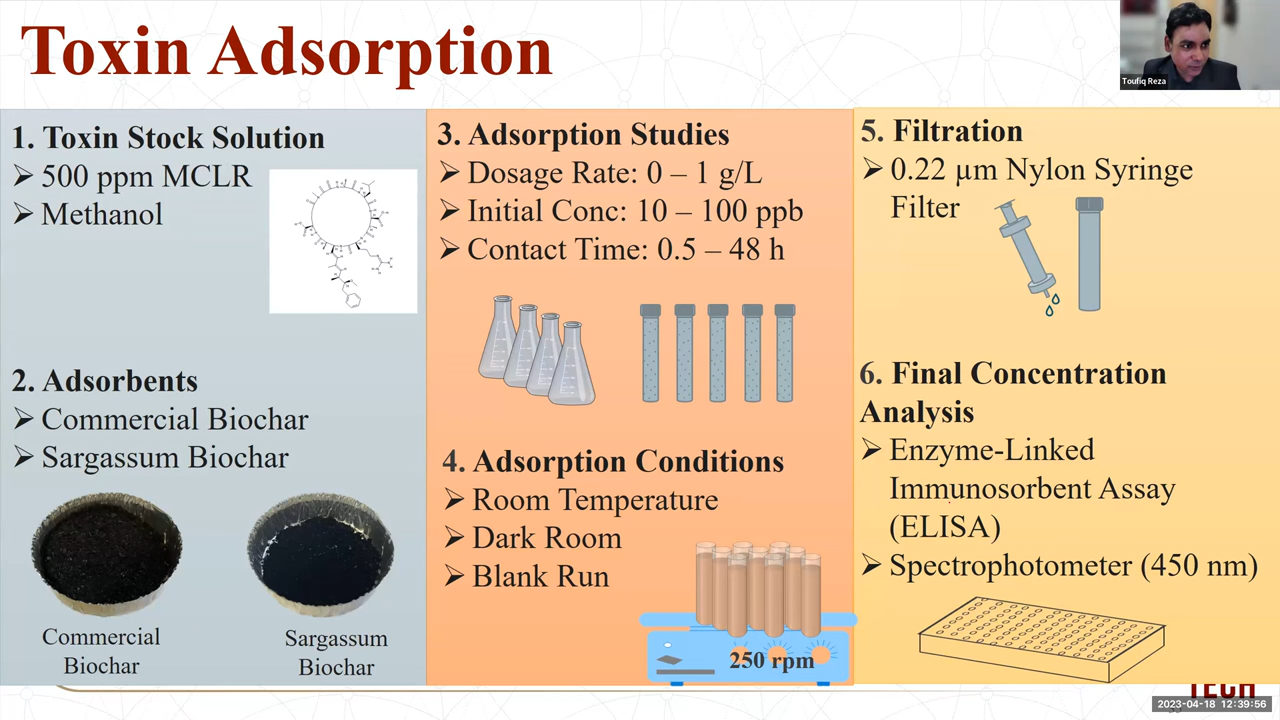 Toxin Adsorption
Toufiq Reza
1. Toxin Stock Solution
➢ 500 ppm MCLR
➢ Methanol
2. Adsorbents
➢ Commercial Biochar
➢ Sargassum Biochar
Commercial
Biochar
Sargassum
Biochar
3. Adsorption Studies
➢ Dosage Rate: 0 – 1 g/L
➢ Initial Conc: 10 – 100 ppb
➢ Contact Time: 0.5 – 48 h
4. Adsorption Conditions
➢ Room Temperature
➢ Dark Room
➢ Blank Run
250 rpm
5. Filtration
➢ 0.22 µm Nylon Syringe
Filter
6. Final Concentration
Analysis
➢ Enzyme-Linked
Immunosorbent Assay
(ELISA)
➢ Spectrophotometer (450 nm)
TECH
2023-04-18 12:39:56